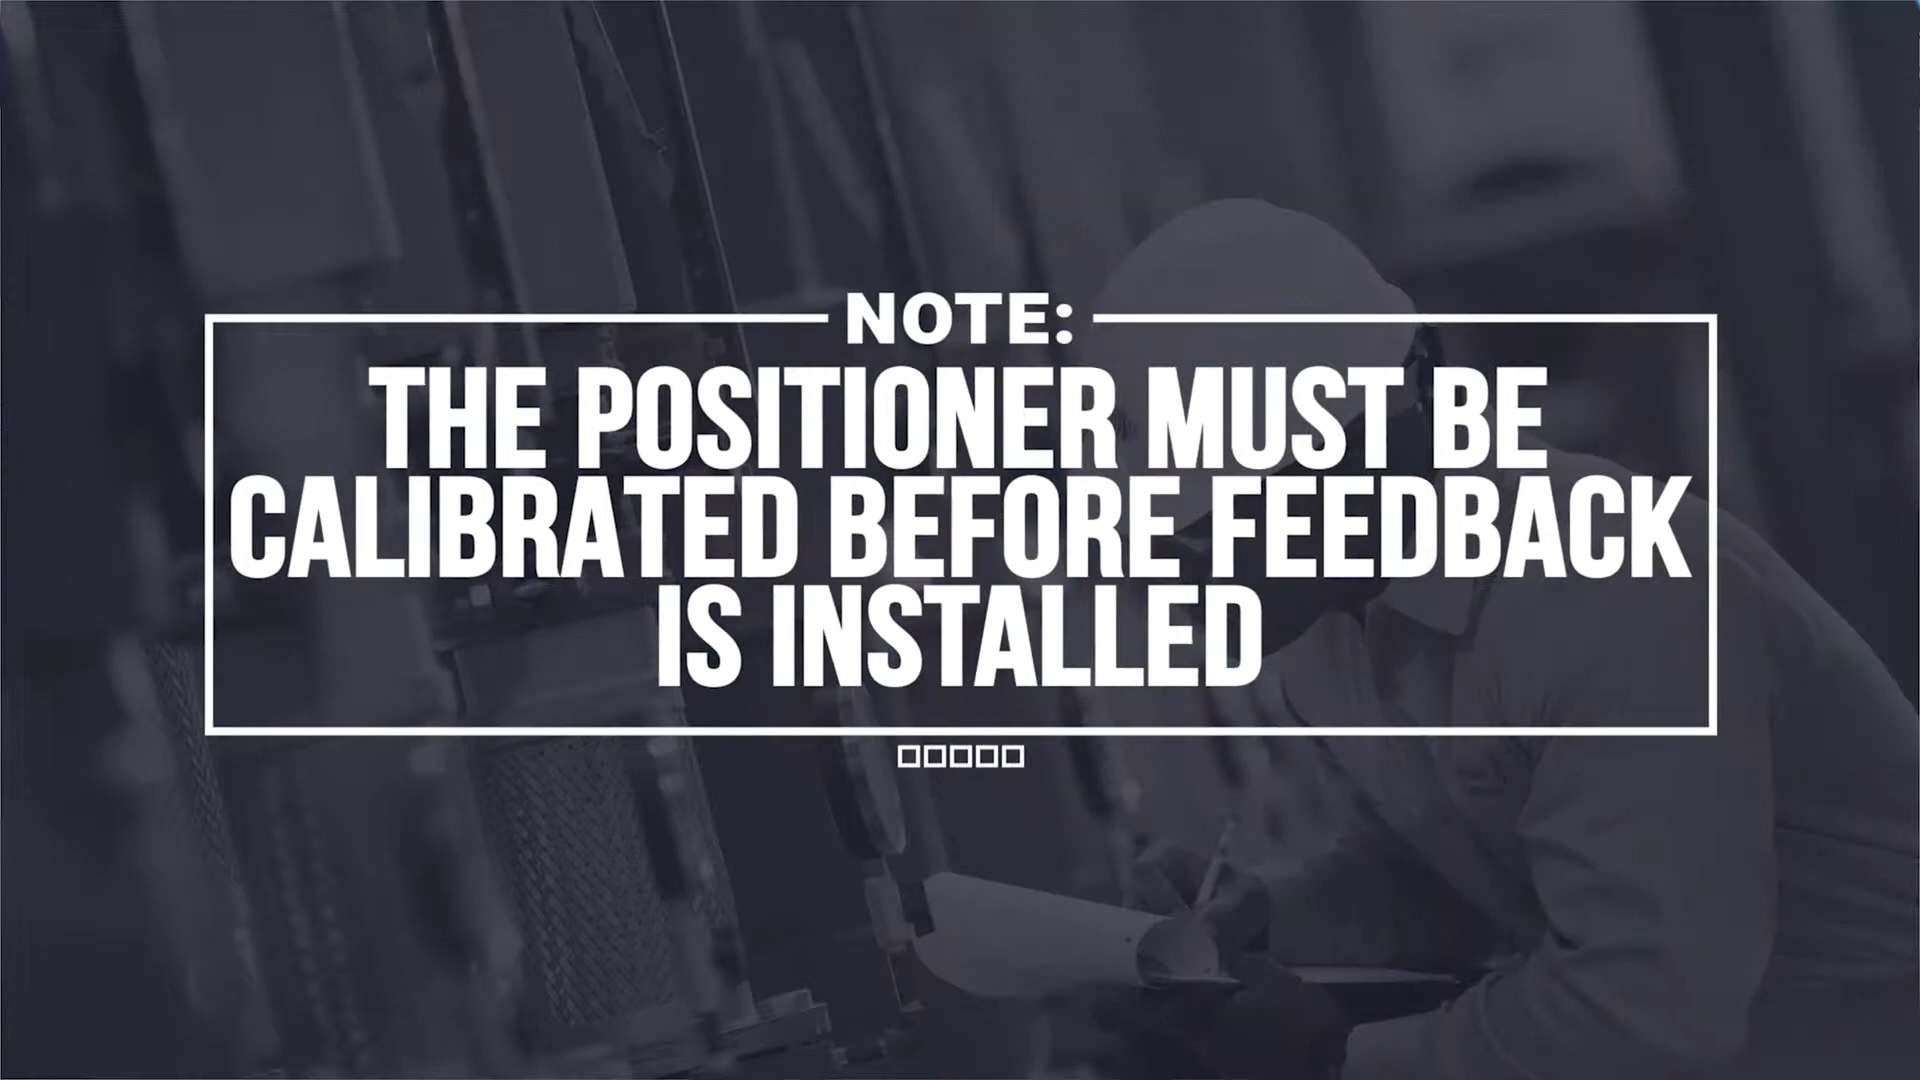 NOTE:
THE POSITIONER MUST BE
CALIBRATED BEFORE FEEDBACK
IS INSTALLED